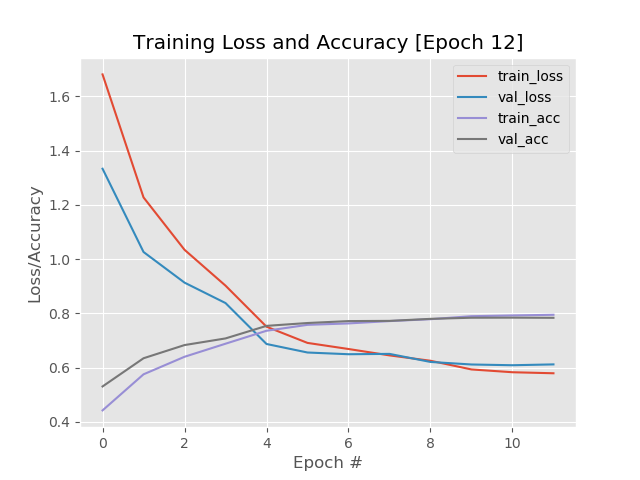 Training Loss and Accuracy [Epoch 12]
train_loss
val_loss
train_acc
val_acc
Loss/Accuracy
1.6
1.4
1.2
1.0
0.8
0.6
0.4
0 2 4 6 8 10
Epoch #